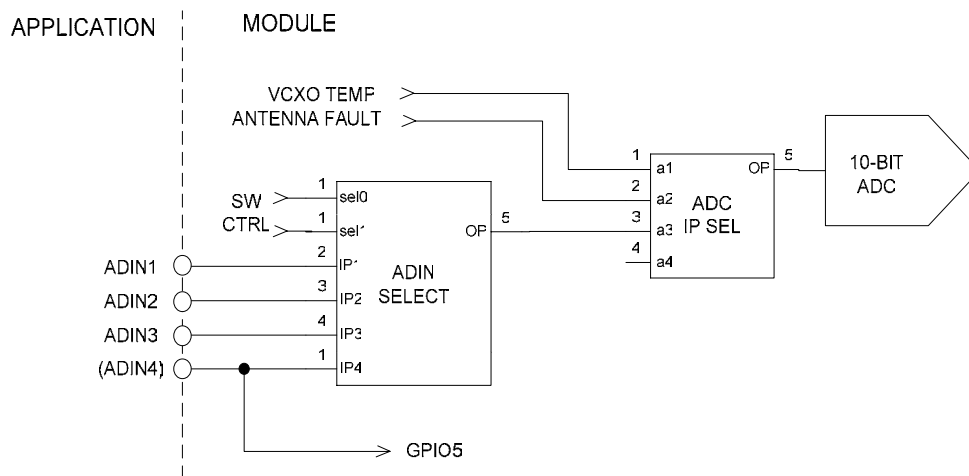 APPLICATION
MODULE
VCXO TEMP
ANTENNA FAULT
1
a1
2
a2
3
a3
4
a4
ADC
IP SEL
OP
5
10-BIT
ADC
SW
CTRL
1
sel0
1
sel1
ADIN1
2
IP1
ADIN2
3
IP2
ADIN3
4
IP3
(ADIN4)
1
IP4
ADIN
SELECT
OP
5
GPIO5